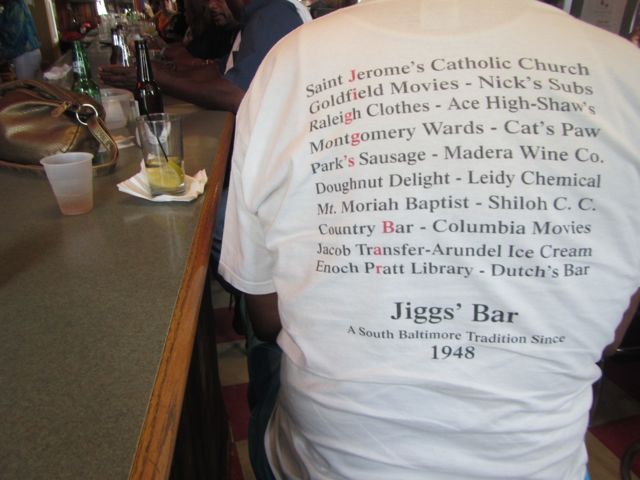 Saint Jerome's Catholic Church
Goldfield Movies - Nick's Subs
Raleigh Clothes - Ace High-Shaw's
Montgomery Wards - Cat's Paw
Park's Sausage - Madera Wine Co.
Doughnut Delight - Leidy Chemical
Mt. Moriah Baptist - Shiloh C. C.
Country Bar - Columbia Movies
Jacob Transfer-Arundel Ice Cream
Enoch Pratt Library - Dutch's Bar
Jiggs' Bar
A South Baltimore Tradition Since
1948